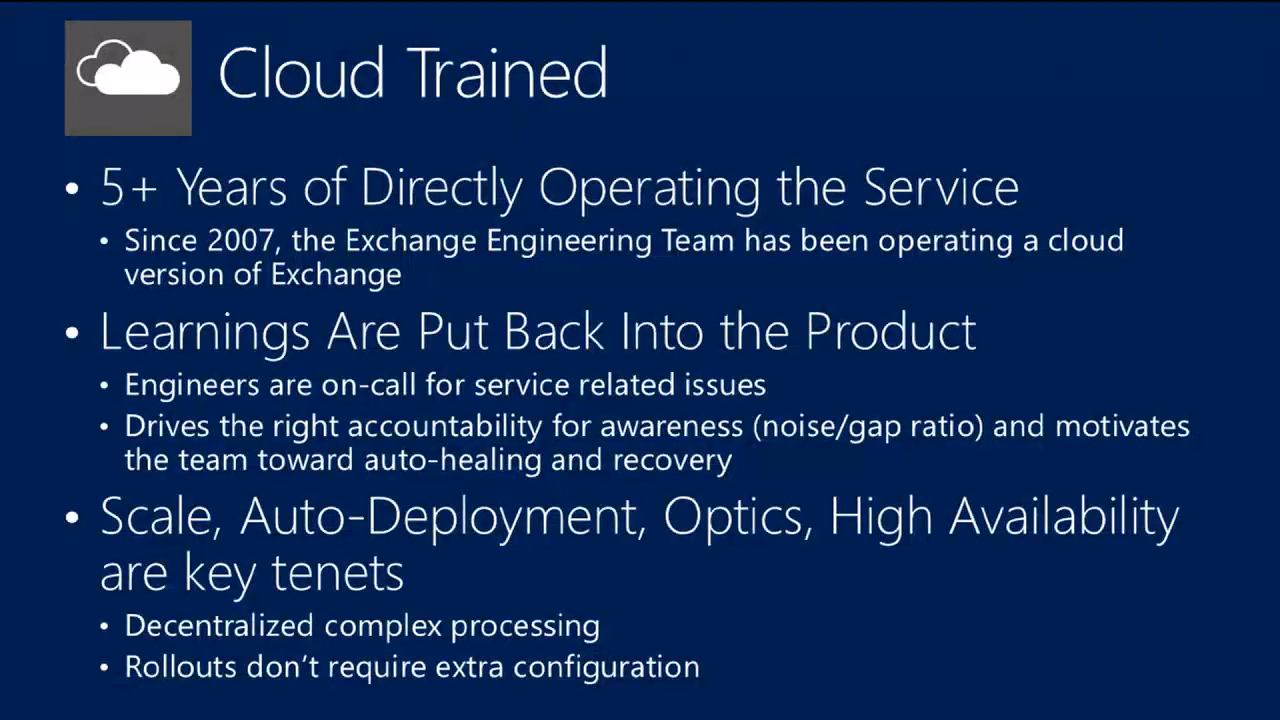 Cloud Trained
• 5+ Years of Directly Operating the Service
• Since 2007, the Exchange Engineering Team has been operating a cloud
version of Exchange
• Learnings Are Put Back Into the Product
• Engineers are on-call for service related issues
• Drives the right accountability for awareness (noise/gap ratio) and motivates
the team toward auto-healing and recovery
• Scale, Auto-Deployment, Optics, High Availability
are key tenets
• Decentralized complex processing
• Rollouts don’t require extra configuration